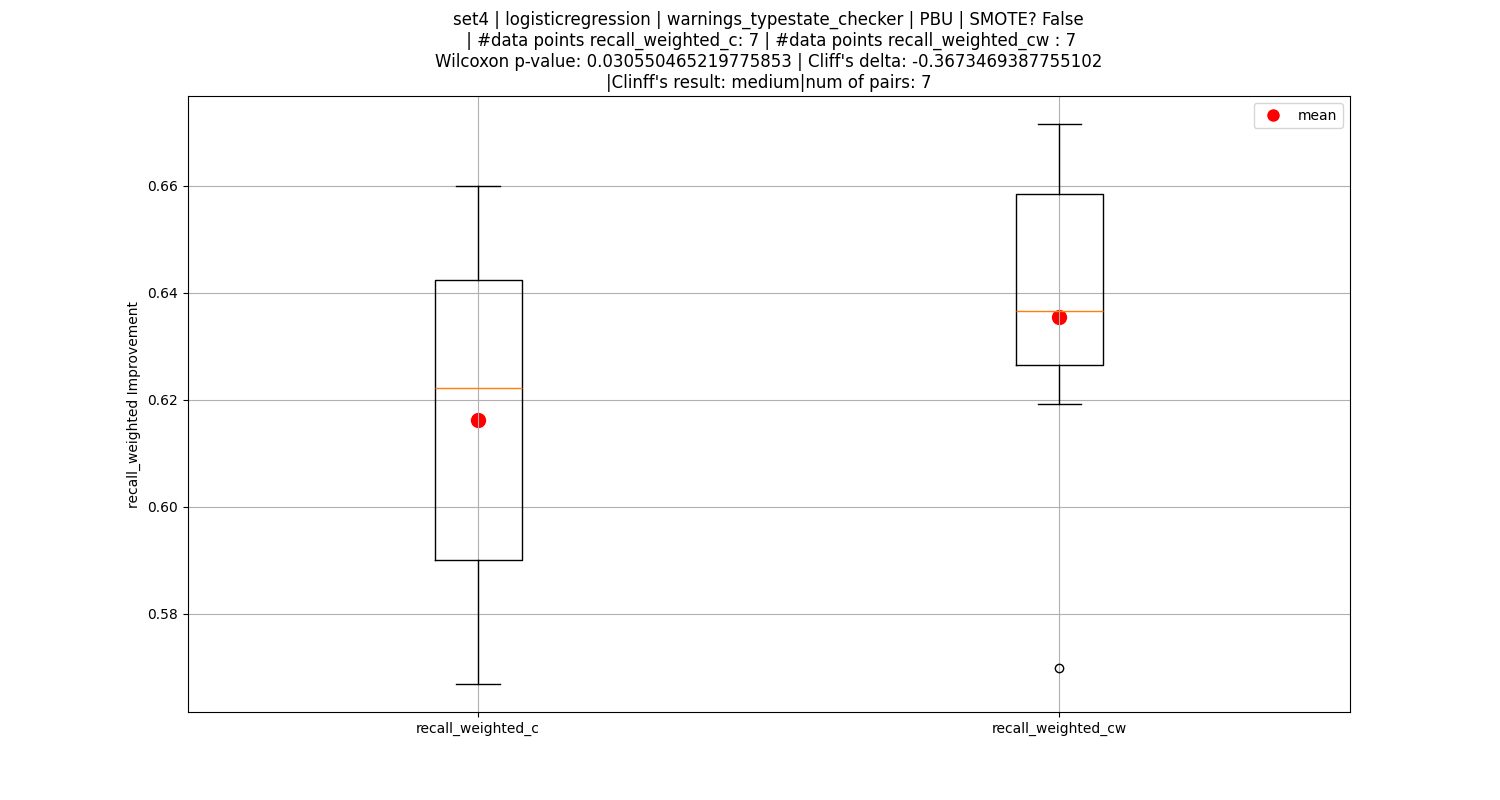 set4 | logisticregression | warnings_typestate_checker | PBU | SMOTE? False
| #data points recall_weighted_c: 7 | #data points recall_weighted_cw : 7
Wilcoxon p-value: 0.030550465219775853 | Cliff's delta: -0.3673469387755102
|Clinff's result: medium|num of pairs: 7
mean
0.66
0.64
0.62
0.60
0.58
recall_weighted Improvement
recall_weighted_c
recall_weighted_cw